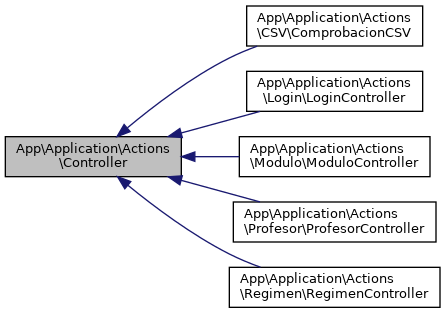 App\Application\Actions
\CSV\ComprobacionCSV
App\Application\Actions
\Login\LoginController
App\Application\Actions
\Controller
App\Application\Actions
\Modulo\ModuloController
App\Application\Actions
\Profesor\ProfesorController
App\Application\Actions
\Regimen\RegimenController